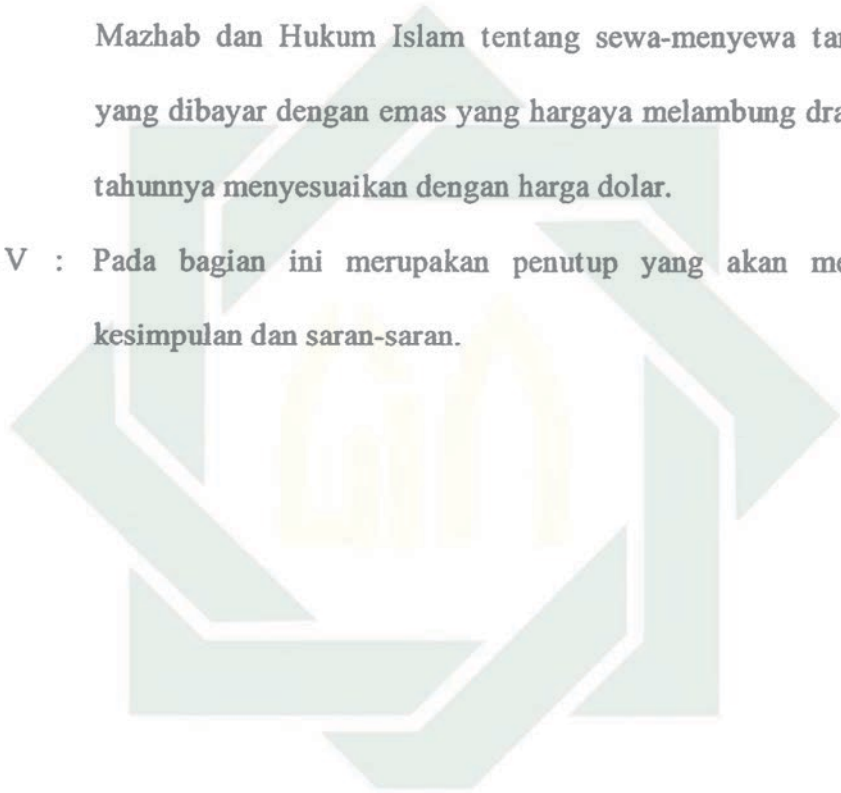 Mazhab dan Hukum Islam tentang sewa-menyewa
yang dibayar dengan emas yang hargaya melambung
tahunnya menyesuaikan dengan harga dolar.
V : Pada bagian ini merupakan penutup yang akan
kesimpulan dan saran-saran.